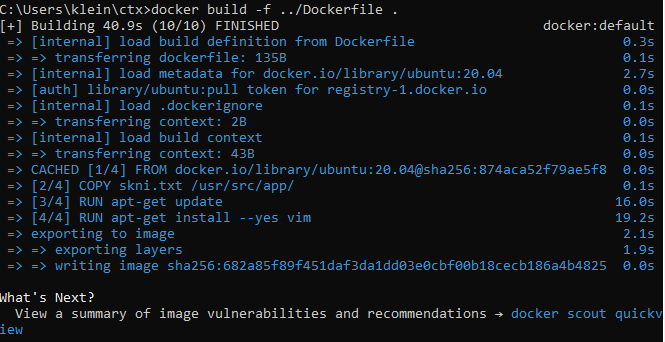 C:\Users\klein\ctx>docker build -f ../Dockerfile .
[+] Building 40.9s (10/10) FINISHED docker:default
=> [internal] load build definition from Dockerfile 0.3s
=> => transferring dockerfile: 135B 0.1s
=> [internal] load metadata for docker.io/library/ubuntu:20.04 2.7s
=> [auth] library/ubuntu:pull token for registry-1.docker.io 0.0s
=> [internal] load .dockerignore 0.1s
=> => transferring context: 2B 0.0s
=> [internal] load build context 0.1s
=> => transferring context: 43B 0.0s
=> CACHED [1/4] FROM docker.io/library/ubuntu:20.04@sha256:874aca52f79ae5f8 0.0s
=> [2/4] COPY skni.txt /usr/src/app/ 0.1s
=> [3/4] RUN apt-get update 16.0s
=> [4/4] RUN apt-get install --yes vim 19.2s
=> exporting to image 2.1s
=> => exporting layers 1.9s
=> => writing image sha256:682a85f89f451daf3da1dd03e0cbf00b18cecb186a4b4825 0.0s
What's Next?
View a summary of image vulnerabilities and recommendations → docker scout quickv
iew